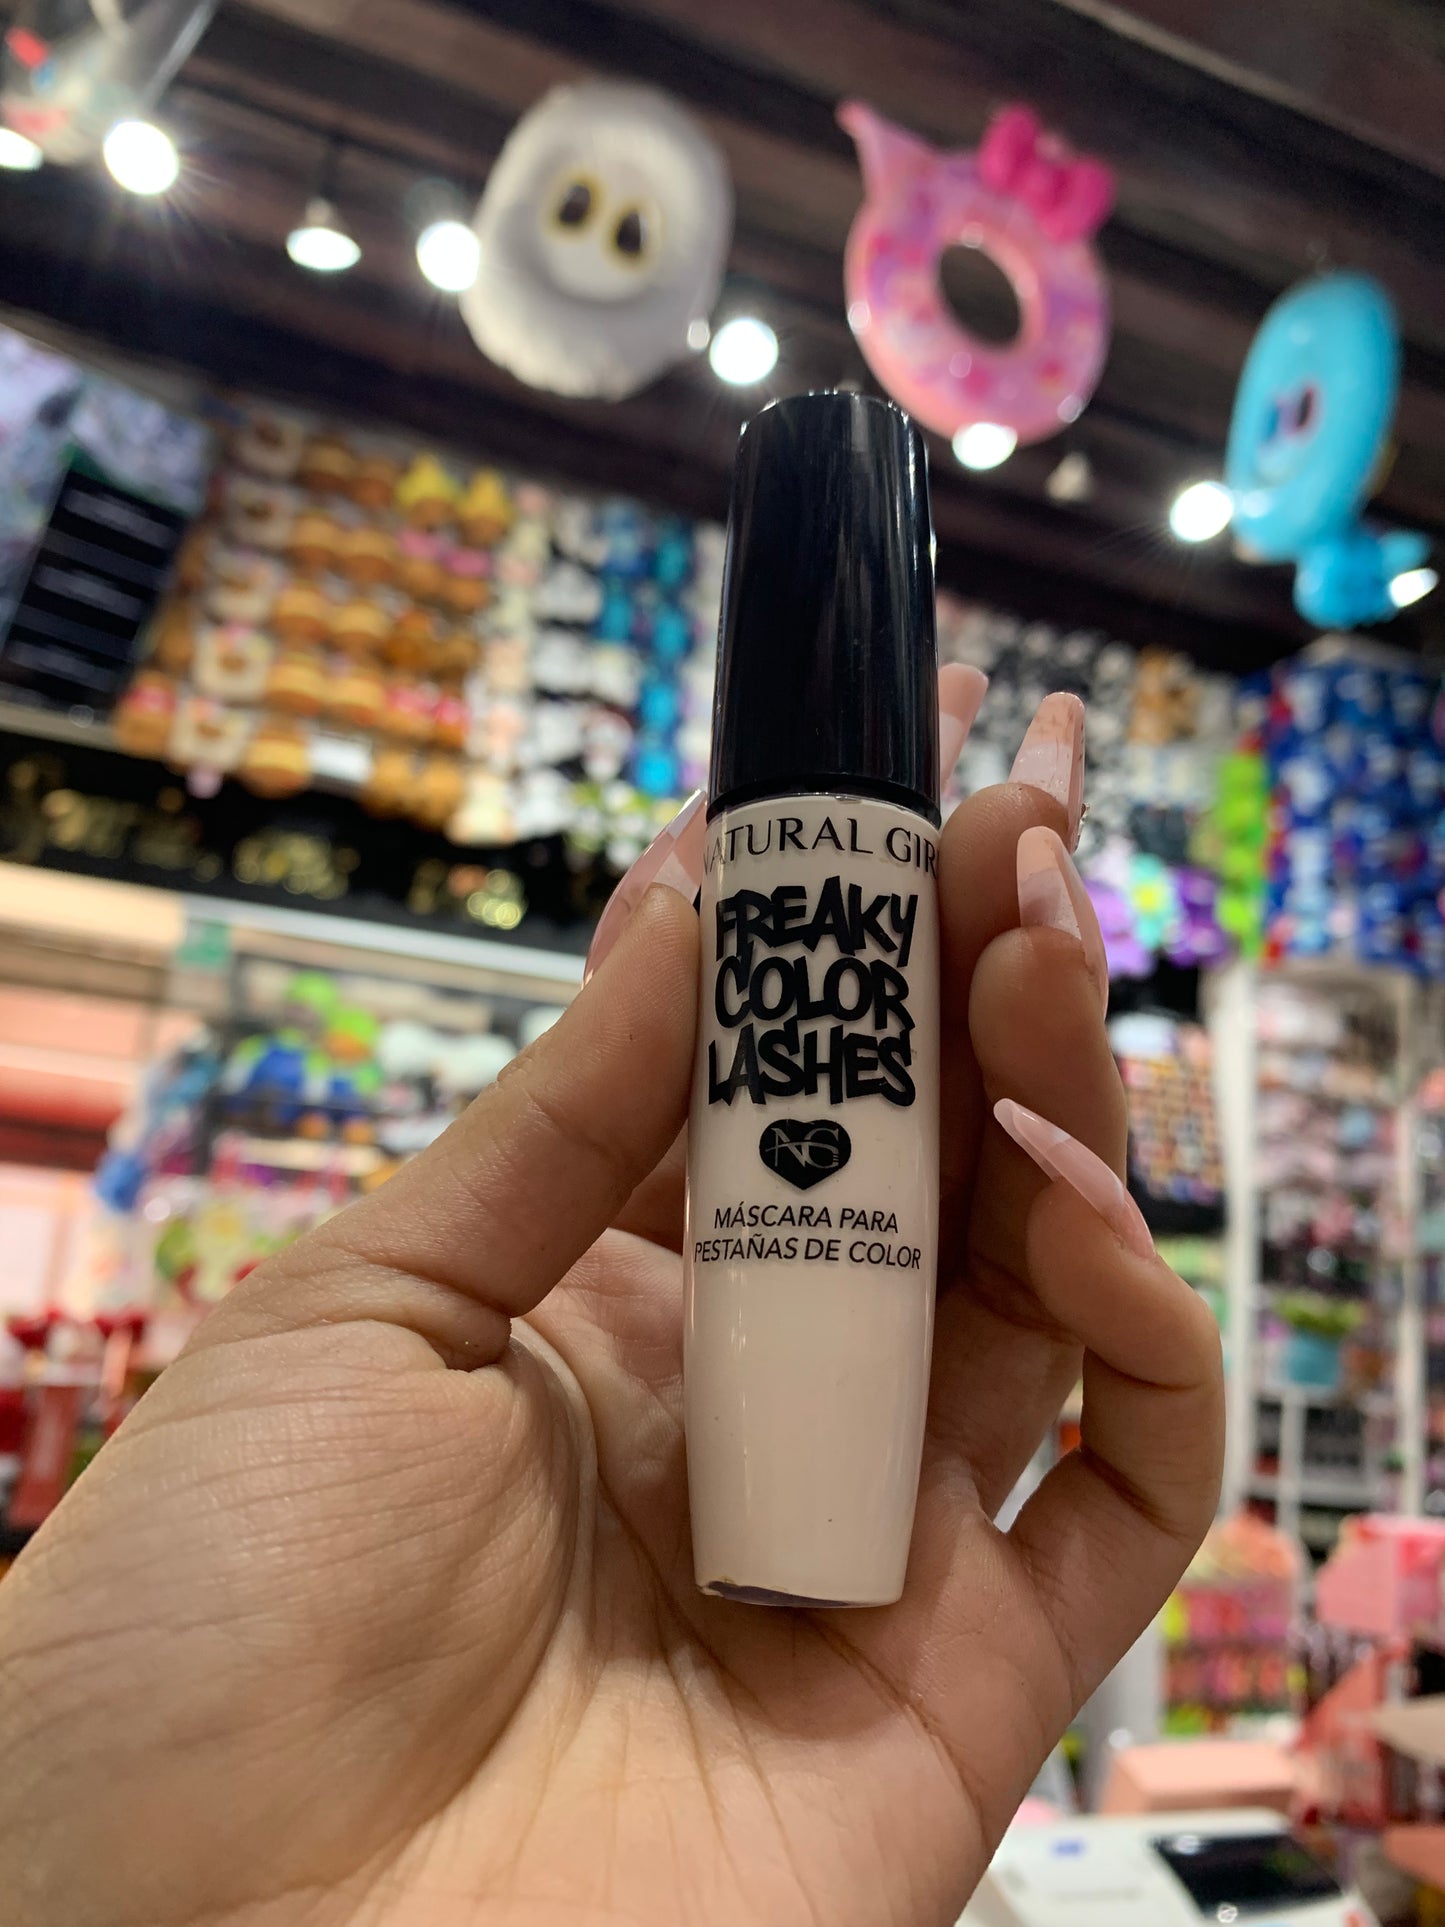 NATURAL GIRL
FREAKY
COLOR
LASHES
NG
MÁSCARA PARA
PESTAÑAS DE COLOR